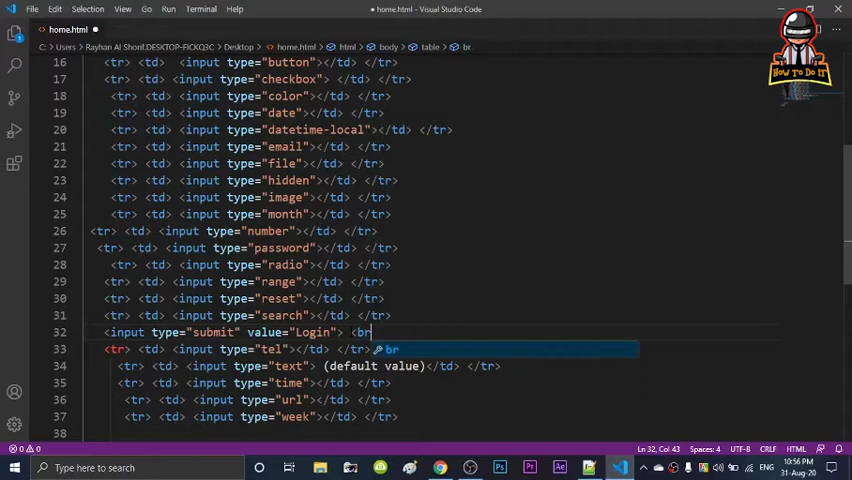 File Edit Selection View Go Run Terminal Help
● home.html - Visual Studio Code
home.html ●
C: > Users > Rayhan Al Shorif.DESKTOP-FICKQ3C > Desktop > home.html > html > body > table > br
16 <tr> <td>  <input type="button"></td> </tr>
17 <tr> <td> <input type="checkbox"> </td> </tr>
18 <tr> <td> <input type="color"></td> </tr>
19 <tr> <td> <input type="date"></td> </tr>
20 <tr> <td> <input type="datetime-local"></td> </tr>
21 <tr> <td> <input type="email"></td> </tr>
22 <tr> <td> <input type="file"></td> </tr>
23 <tr> <td> <input type="hidden"></td> </tr>
24 <tr> <td> <input type="image"></td> </tr>
25 <tr> <td> <input type="month"></td> </tr>
26 <tr> <td> <input type="number"></td> </tr>
27 <tr> <td> <input type="password"></td> </tr>
28 <tr> <td> <input type="radio"></td> </tr>
29 <tr> <td> <input type="range"></td> </tr>
30 <tr> <td> <input type="reset"></td> </tr>
31 <tr> <td> <input type="search"></td> </tr>
32 <input type="submit" value="Login"> <br
33 <tr> <td> <input type="tel"></td> </tr>
br
34 <tr> <td> <input type="text"> (default value)</td> </tr>
35 <tr> <td> <input type="time"></td> </tr>
36 <tr> <td> <input type="url"></td> </tr>
37 <tr> <td> <input type="week"></td> </tr>
38
HOW TO DO IT
1
0 0 Ln 32, Col 43 Spaces: 4 UTF-8 CRLF HTML
Type here to search
Ps Pr Ae
ENG
10:56 PM
31-Aug-20